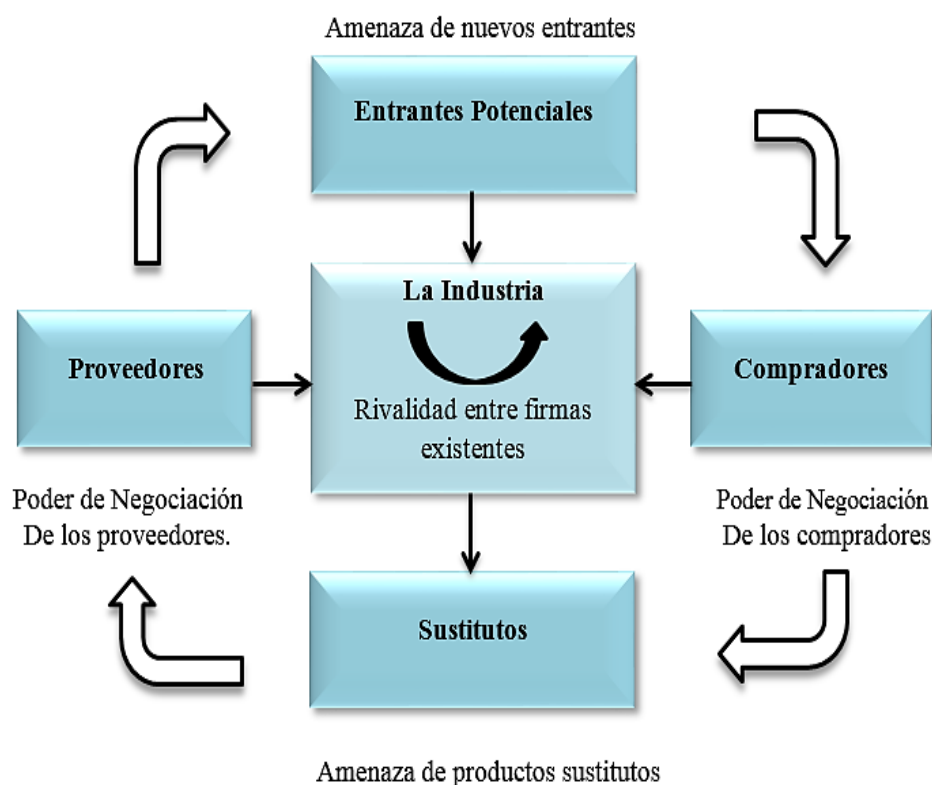 Amenaza de nuevos entrantes
Entrantes Potenciales
La Industria
Proveedores
Compradores
Rivalidad entre firmas
existentes
Poder de Negociación
De los proveedores.
Poder de Negociación
De los compradores
Sustitutos
Amenaza de productos sustitutos